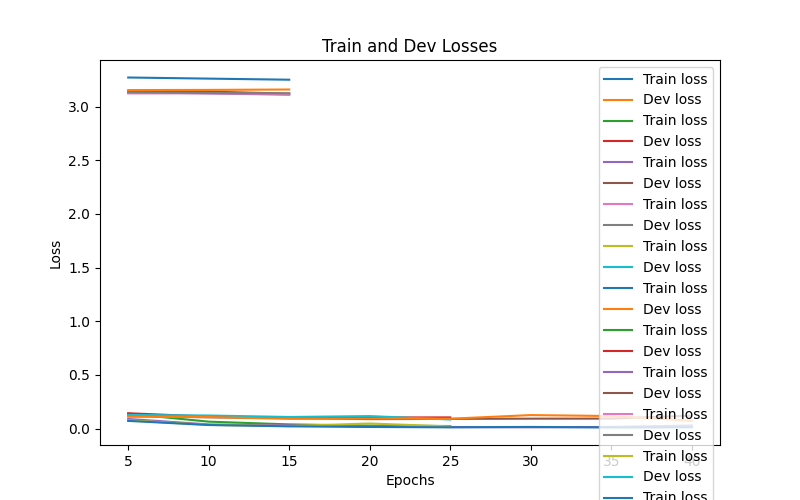 Train and Dev Losses
Loss
3.0
2.5
2.0
1.5
1.0
0.5
0.0
5
10
15
20
25
30
35
40
Epochs
Train loss
Dev loss
Train loss
Dev loss
Train loss
Dev loss
Train loss
Dev loss
Train loss
Dev loss
Train loss
Dev loss
Train loss
Dev loss
Train loss
Dev loss
Train loss
Dev loss
Train loss
Dev loss
Train loss